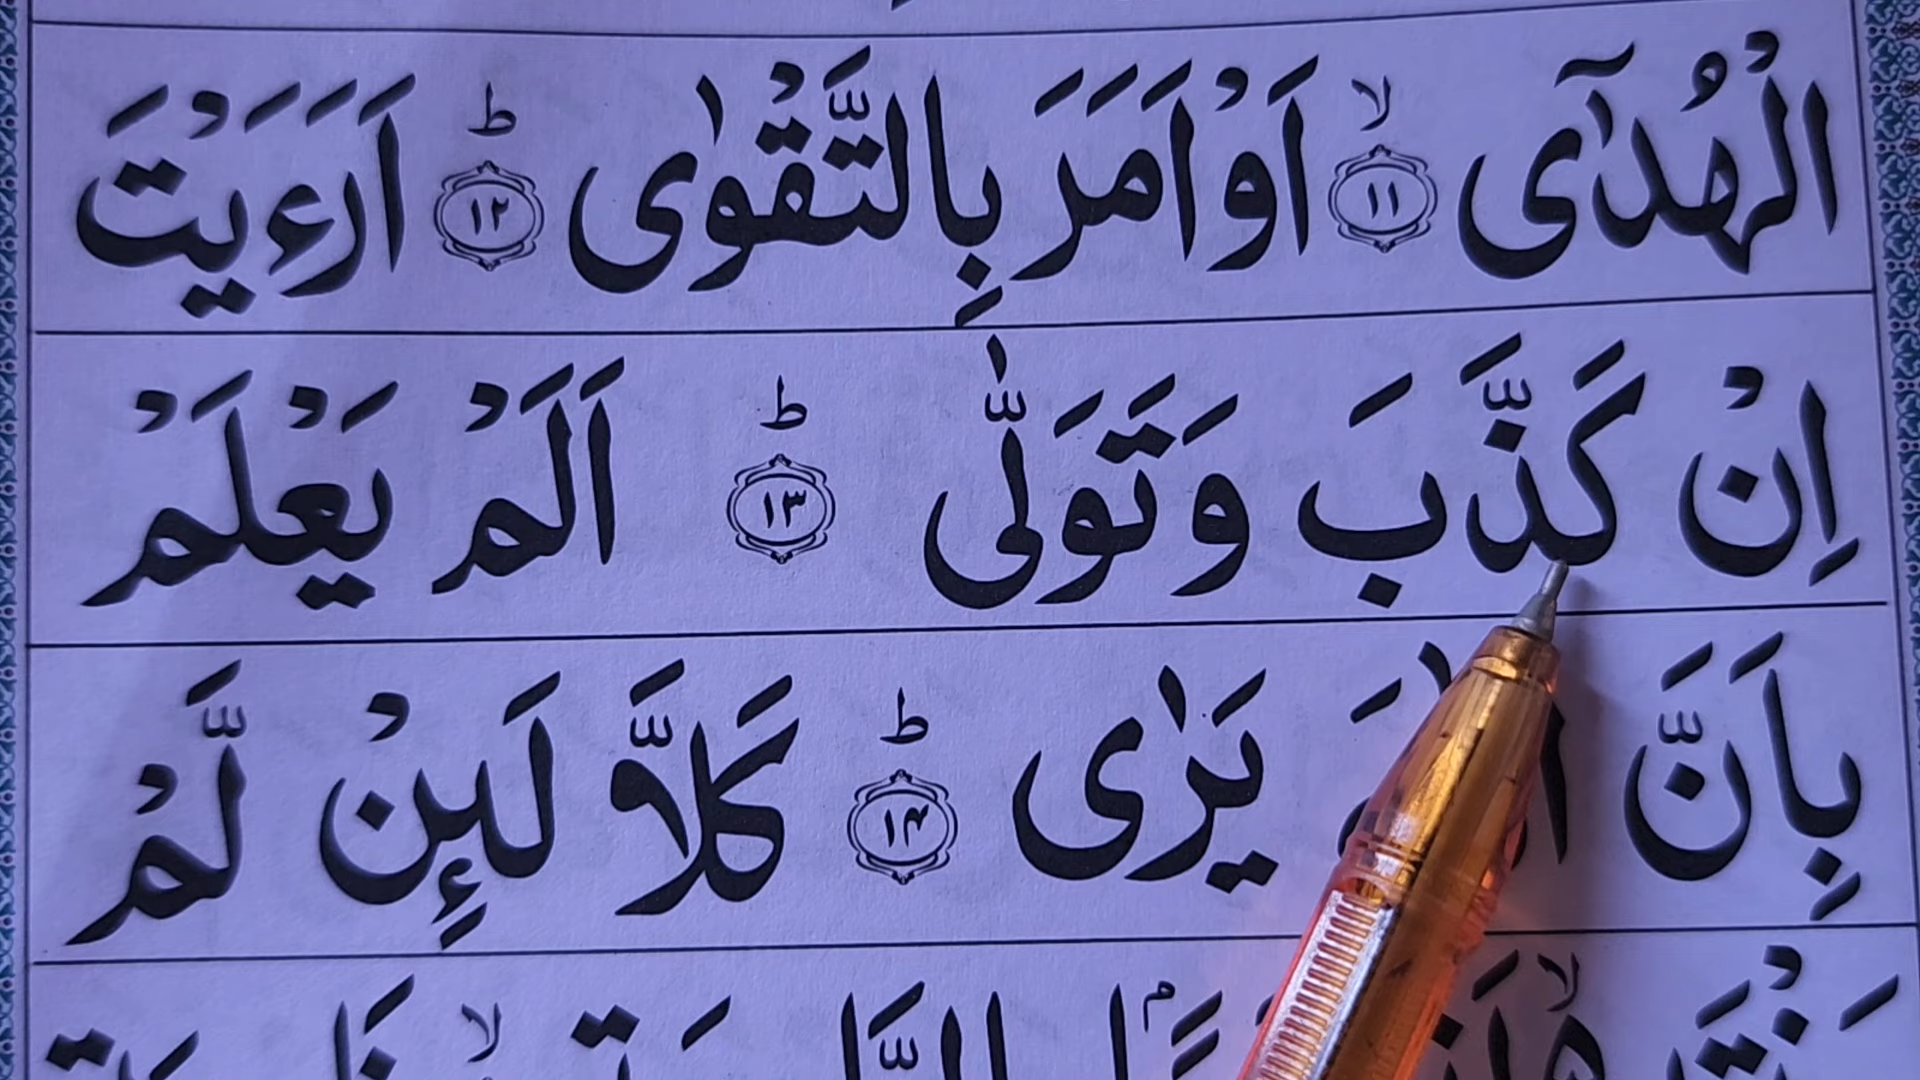 الْهُدٰٓى ۙ﴿۱۱﴾ اَوْ اَمَرَ بِالتَّقْوٰى ؕ﴿۱۲﴾ اَرَءَيْتَ
اِنْ كَذَّبَ وَتَوَلّٰى ؕ﴿۱۳﴾ اَلَمْ يَعْلَمْ
بِاَنَّ يَرٰى ؕ﴿۱۴﴾ كَلَّا لَىِٕنْ لَّمْ